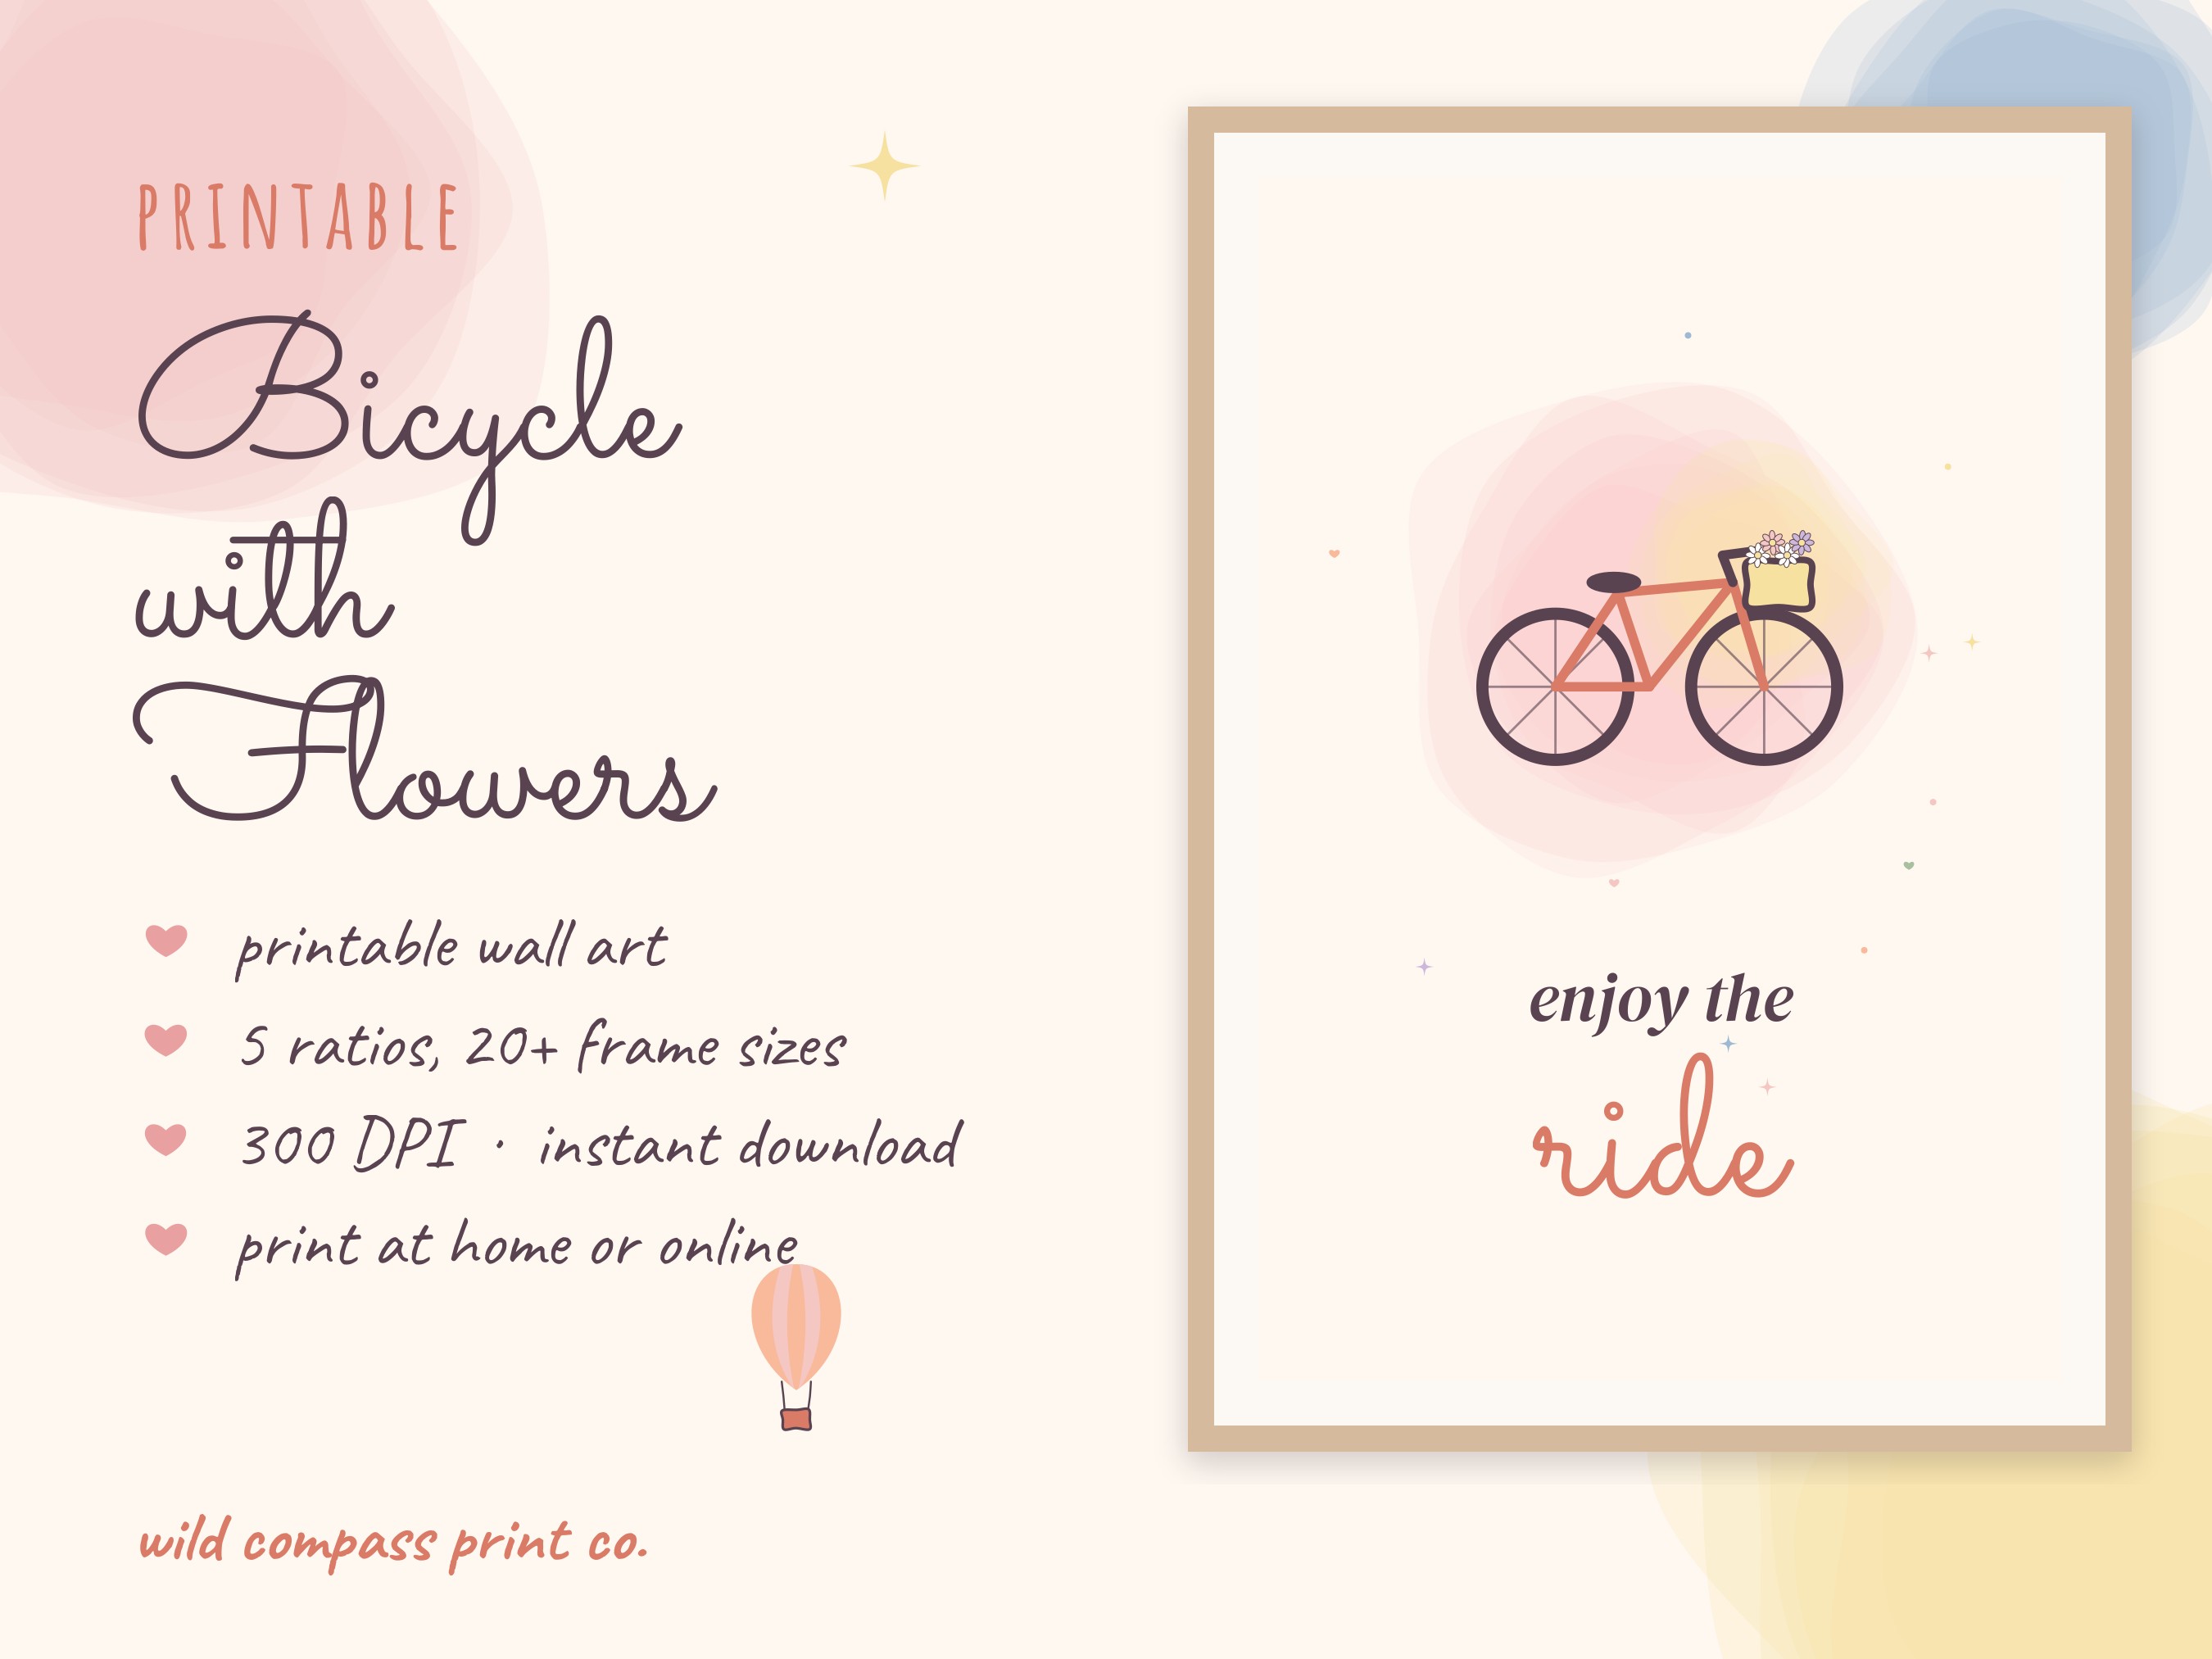 PRINTABLE
Bicycle
with
Flowers
printable wall art
5 ratios, 20+ frame sizes
300 DPI · instant download
print at home or online
wild compass print co.
enjoy the
ride